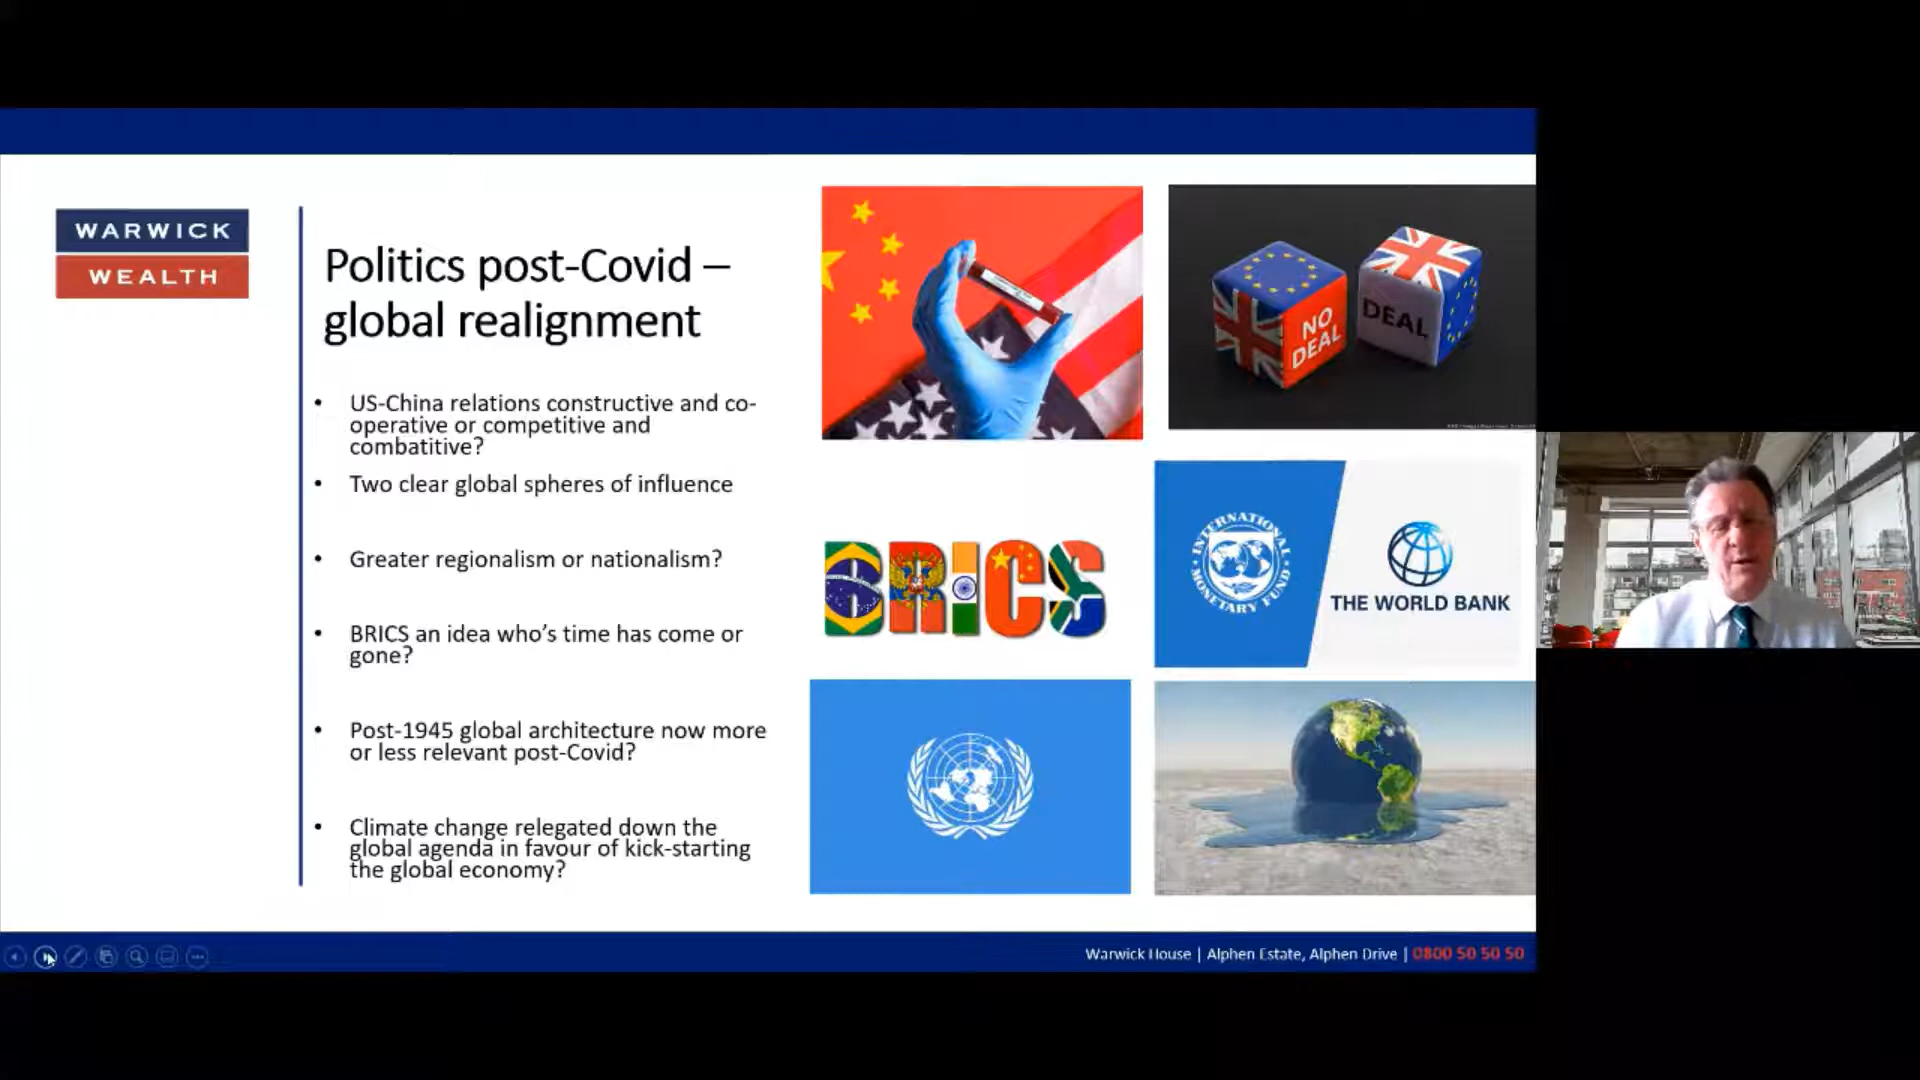 WARWICK
WEALTH
Politics post-Covid –
global realignment
• US-China relations constructive and co-
operative or competitive and
combatitive?
• Two clear global spheres of influence
• Greater regionalism or nationalism?
• BRICS an idea who's time has come or
gone?
• Post-1945 global architecture now more
or less relevant post-Covid?
• Climate change relegated down the
global agenda in favour of kick-starting
the global economy?
NO
DEAL
DEAL
BRICS
INTERNATIONAL
MONETARY FUND
THE WORLD BANK
Warwick House | Alphen Estate, Alphen Drive | 0800 50 50 50